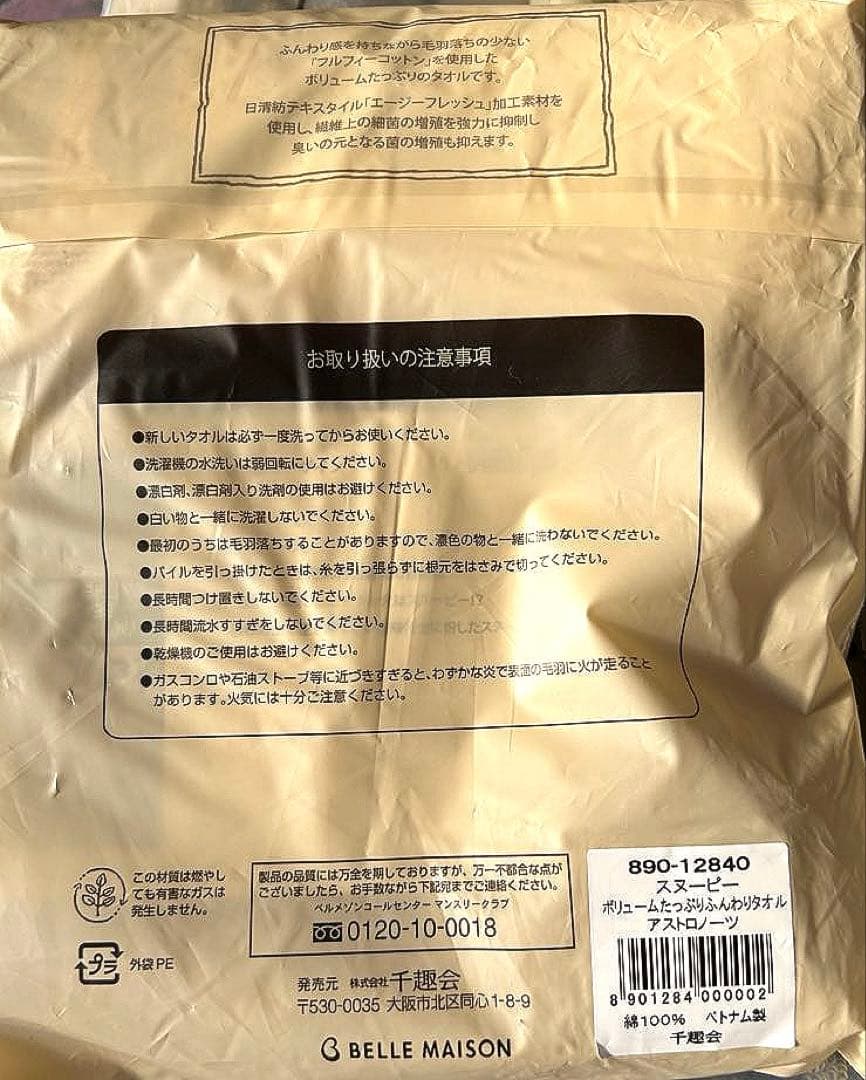 ふんわり感を持ちながら毛羽落ちの少ない
「フルフィーコットン」を使用した
ボリュームたっぷりのタオルです。
日清紡テキスタイル「エージーフレッシュ」加工素材を
使用し、繊維上の細菌の増殖を強力に抑制し
臭いの元となる菌の増殖も抑えます。
お取り扱いの注意事項
●新しいタオルは必ず一度洗ってからお使いください。
●洗濯機の水洗いは弱回転にしてください。
●漂白剤、漂白剤入り洗剤の使用はお避けください。
●白い物と一緒に洗濯しないでください。
●最初のうちは毛羽落ちすることがありますので、濃色の物と一緒に洗わないでください。
●パイルを引っ掛けたときは、糸を引っ張らずに根元をはさみで切ってください。
●長時間つけ置きしないでください。
●長時間流水すすぎをしないでください。
●乾燥機のご使用はお避けください。
●ガスコンロや石油ストーブ等に近づきすぎると、わずかな炎で表面の毛羽に火が走ること
があります。火気には十分ご注意ください。
この材質は燃やし
ても有害なガスは
発生しません。
プラ 外袋PE
製品の品質には万全を期しておりますが、万一不都合な点が
ございましたら、お手数ながら下記宛までご連絡ください。
ベルメゾンコールセンター マンスリークラブ
0120-10-0018
発売元 株式会社千趣会
〒530-0035 大阪市北区同心1-8-9
BELLE MAISON
890-12840
スヌーピー
ボリュームたっぷりふんわりタオル
アストロノーツ
8 901284 000002
綿100% ベトナム製
千趣会